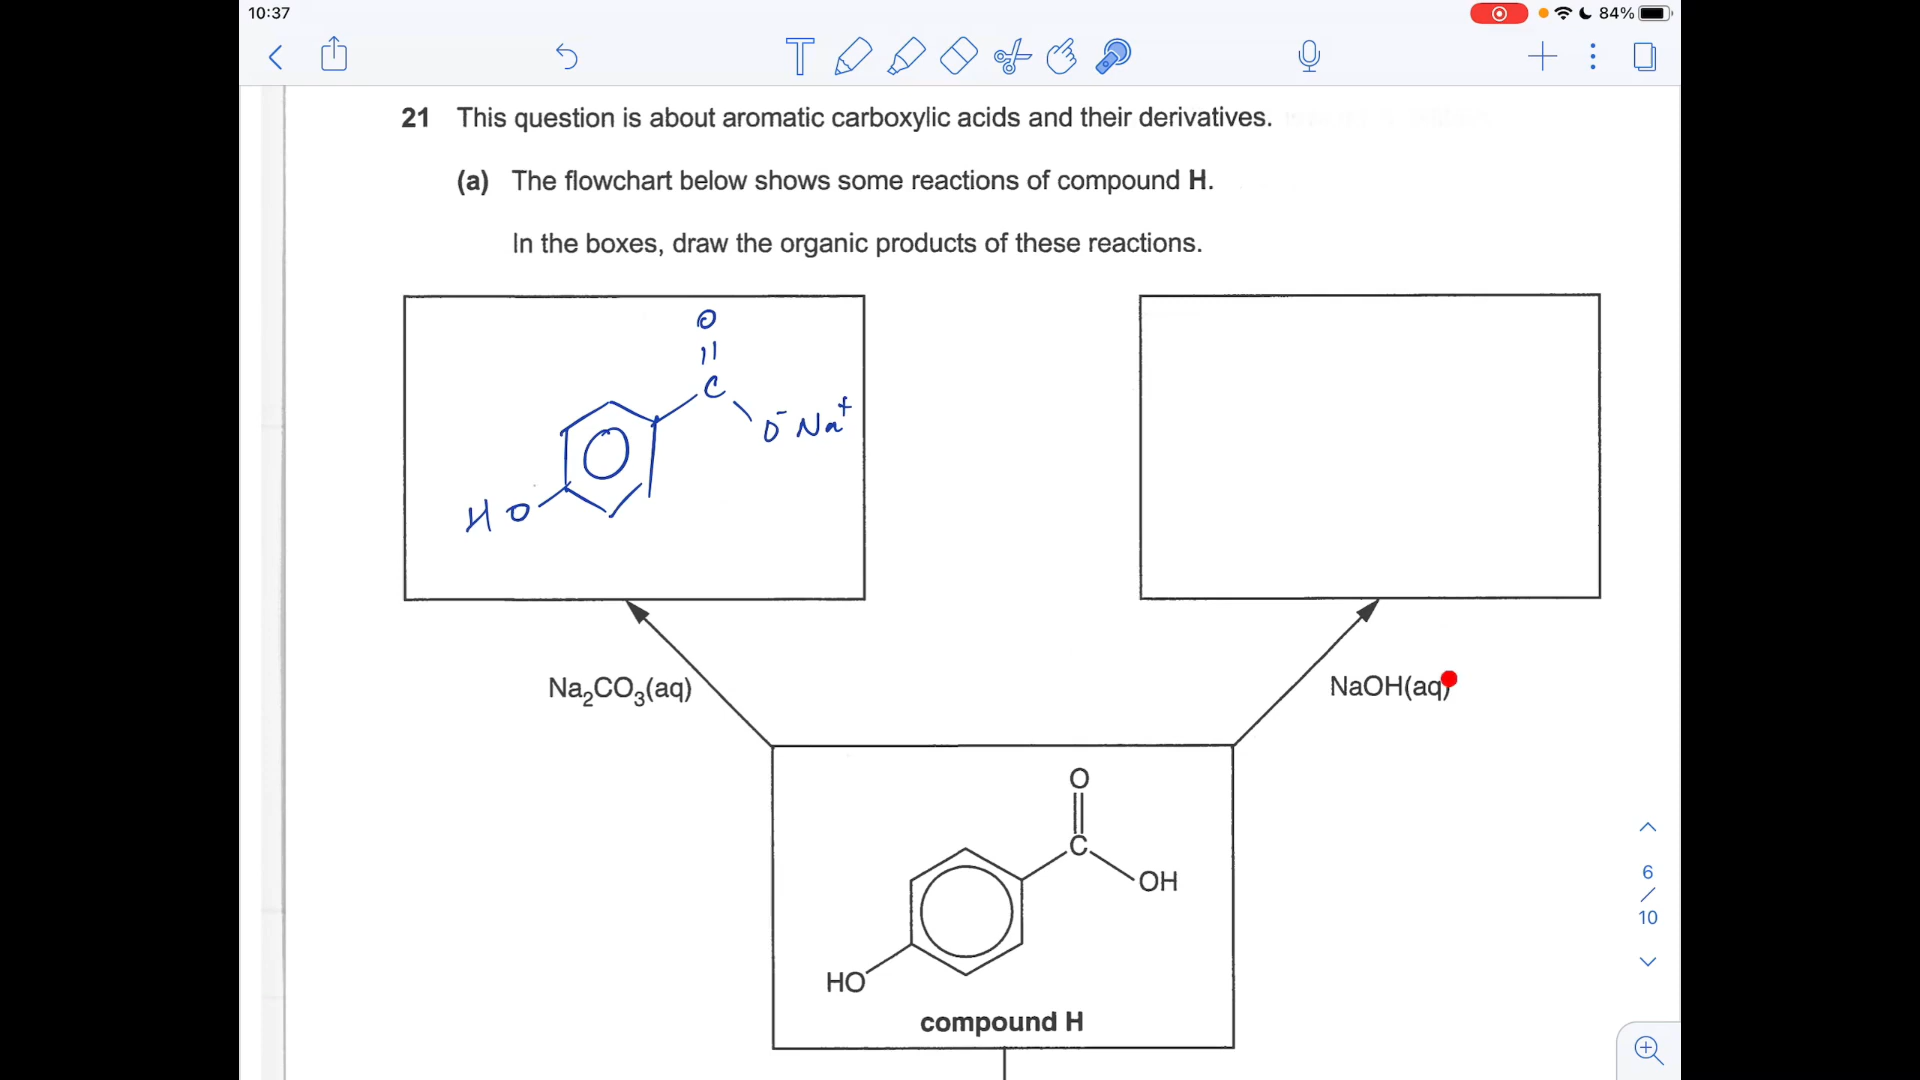 10:37
84%
21 This question is about aromatic carboxylic acids and their derivatives.
(a) The flowchart below shows some reactions of compound H.
In the boxes, draw the organic products of these reactions.
O
C
O⁻ Na⁺
HO
Na₂CO₃(aq)
NaOH(aq)
O
C
OH
HO
compound H
6
/
10